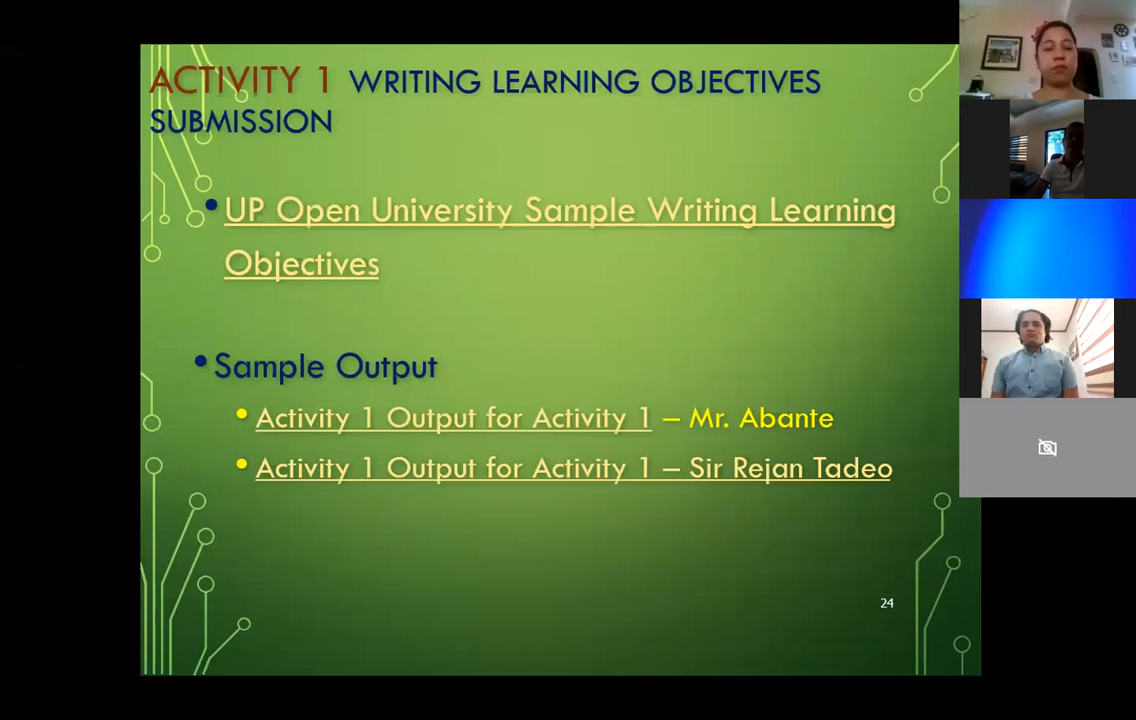 ACTIVITY 1 WRITING LEARNING OBJECTIVES
SUBMISSION
• UP Open University Sample Writing Learning
Objectives
• Sample Output
• Activity 1 Output for Activity 1 – Mr. Abante
• Activity 1 Output for Activity 1 – Sir Rejan Tadeo
24